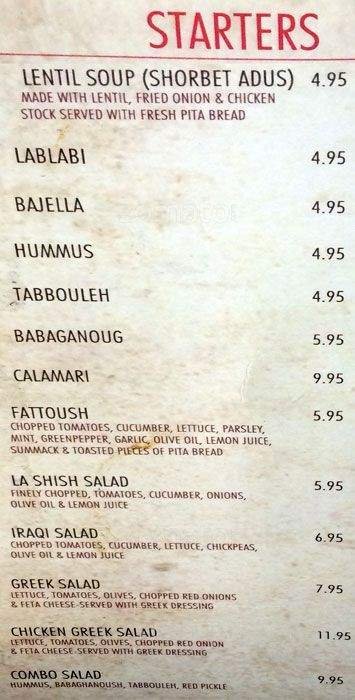 STARTERS
LENTIL SOUP (SHORBET ADUS) 4.95
MADE WITH LENTIL, FRIED ONION & CHICKEN
STOCK SERVED WITH FRESH PITA BREAD
LABLABI 4.95
BAJELLA 4.95
HUMMUS 4.95
TABBOULEH 4.95
BABAGANOUG 5.95
CALAMARI 9.95
FATTOUSH 5.95
CHOPPED TOMATOES, CUCUMBER, LETTUCE, PARSLEY,
MINT, GREENPEPPER, GARLIC, OLIVE OIL, LEMON JUICE,
SUMMACK & TOASTED PIECES OF PITA BREAD
LA SHISH SALAD 5.95
FINELY CHOPPED, TOMATOES, CUCUMBER, ONIONS,
OLIVE OIL & LEMON JUICE
IRAQI SALAD 6.95
CHOPPED TOMATOES, CUCUMBER, LETTUCE, CHICKPEAS,
OLIVE OIL & LEMON JUICE
GREEK SALAD 7.95
LETTUCE, TOMATOES, OLIVES, CHOPPED RED ONIONS
& FETA CHEESE-SERVED WITH GREEK DRESSING
CHICKEN GREEK SALAD 11.95
LETTUCE, TOMATOES, OLIVES, CHOPPED RED ONION
& FETA CHEESE-SERVED WITH GREEK DRESSING
COMBO SALAD 9.95
HUMMUS, BABAGHANOUSH, TABBOULEH, RED PICKLE